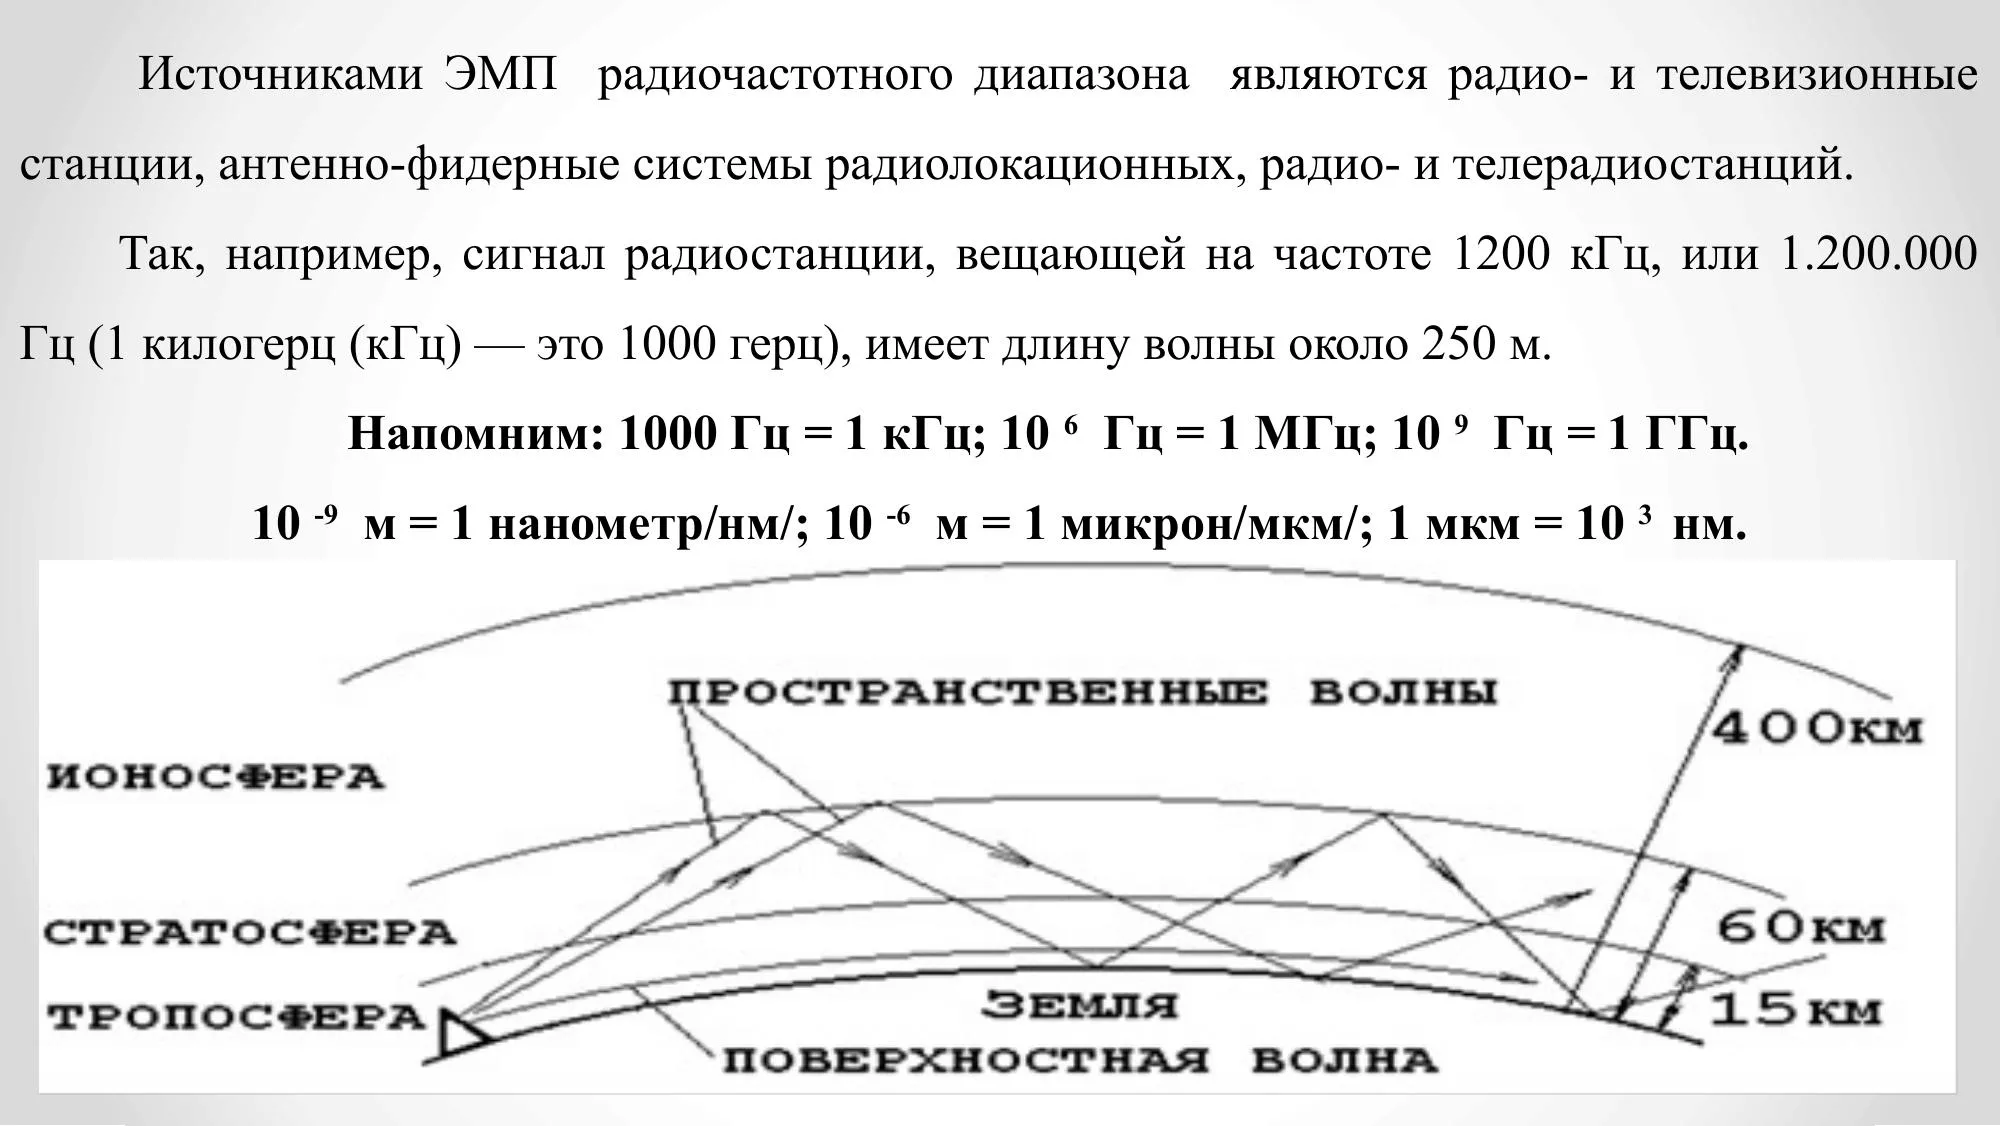 Источниками ЭМП радиочастотного диапазона являются радио- и телевизионные
станции, антенно-фидерные системы радиолокационных, радио- и телерадиостанций.
Так, например, сигнал радиостанции, вещающей на частоте 1200 кГц, или 1.200.000
Гц (1 килогерц (кГц) — это 1000 герц), имеет длину волны около 250 м.
Напомним: 1000 Гц = 1 кГц; 10 ⁶ Гц = 1 МГц; 10 ⁹ Гц = 1 ГГц.
10 ⁻⁹ м = 1 нанометр/нм/; 10 ⁻⁶ м = 1 микрон/мкм/; 1 мкм = 10 ³ нм.
ПРОСТРАНСТВЕННЫЕ ВОЛНЫ
400км
ИОНОСФЕРА
СТРАТОСФЕРА
60км
ТРОПОСФЕРА
ЗЕМЛЯ
15км
ПОВЕРХНОСТНАЯ ВОЛНА